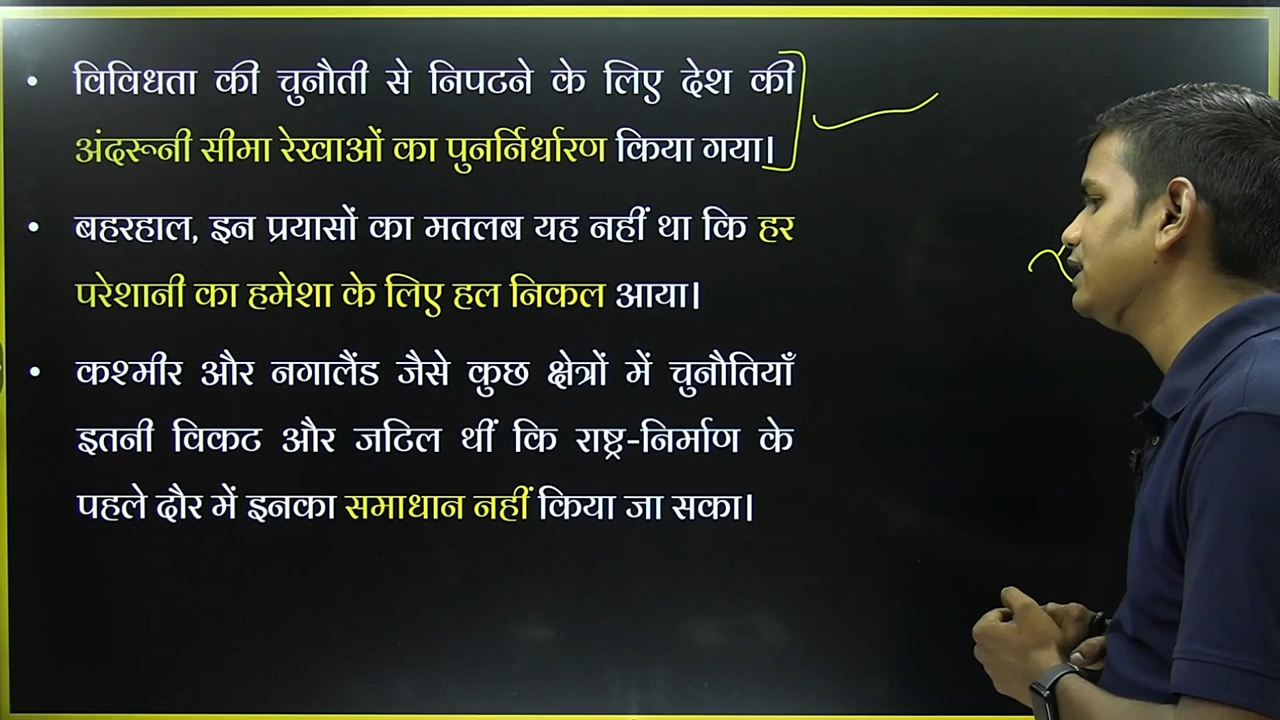 • विविधता की चुनौती से निपटने के लिए देश की
अंदरूनी सीमा रेखाओं का पुनर्निर्धारण किया गया।
• बहरहाल, इन प्रयासों का मतलब यह नहीं था कि हर
परेशानी का हमेशा के लिए हल निकल आया।
• कश्मीर और नगालैंड जैसे कुछ क्षेत्रों में चुनौतियाँ
इतनी विकट और जटिल थीं कि राष्ट्र-निर्माण के
पहले दौर में इनका समाधान नहीं किया जा सका।